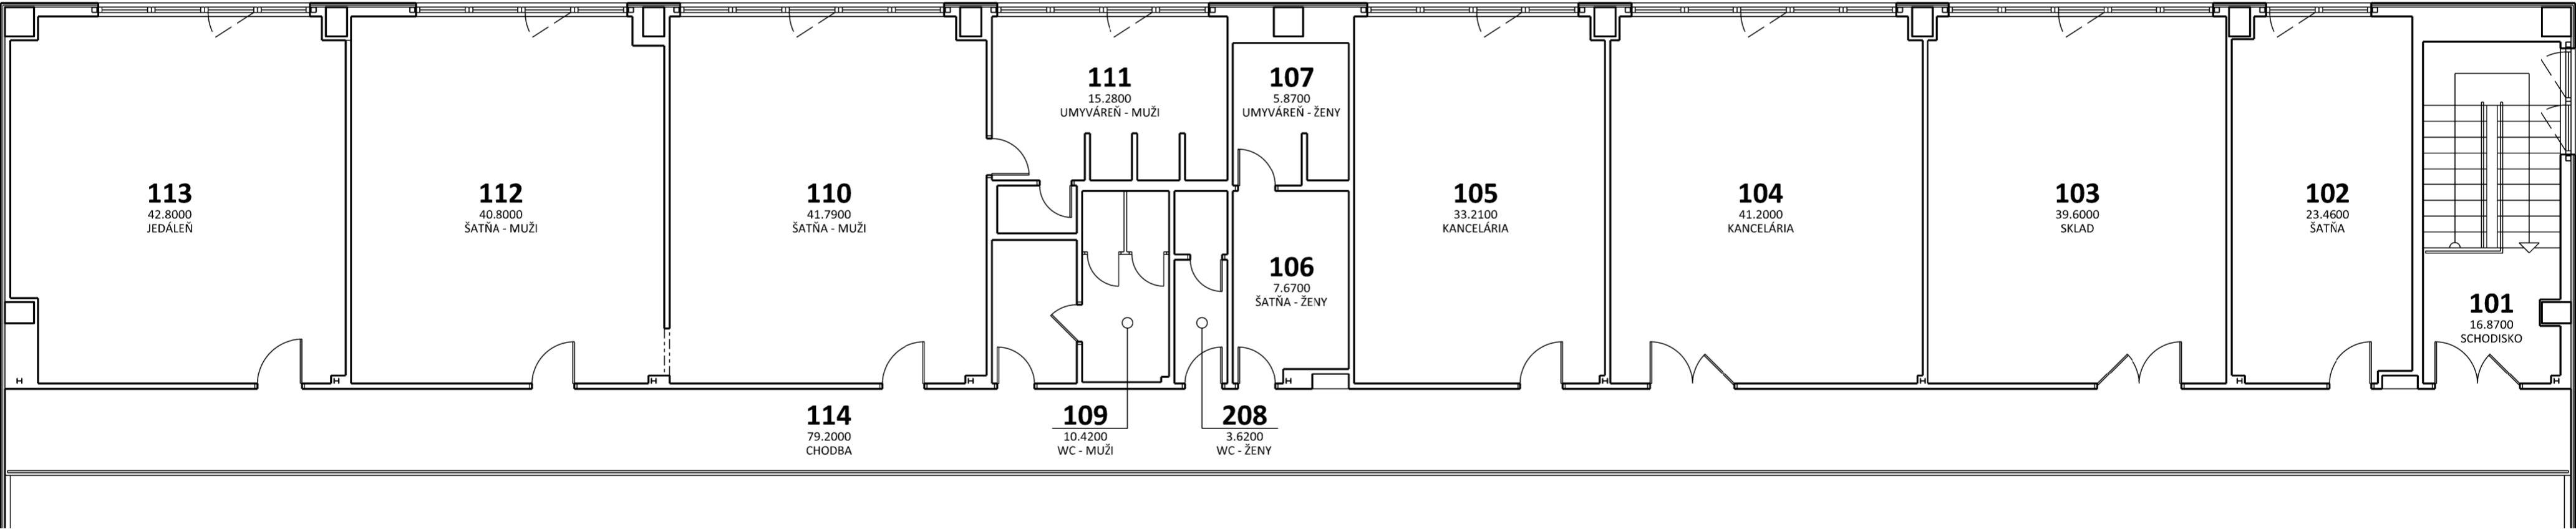 113
42.8000
JEDÁLEŇ
112
40.8000
ŠATŇA - MUŽI
110
41.7900
ŠATŇA - MUŽI
111
15.2800
UMYVÁREŇ - MUŽI
107
5.8700
UMYVÁREŇ - ŽENY
106
7.6700
ŠATŇA - ŽENY
105
33.2100
KANCELÁRIA
104
41.2000
KANCELÁRIA
103
39.6000
SKLAD
102
23.4600
ŠATŇA
101
16.8700
SCHODISKO
114
79.2000
CHODBA
109
10.4200
WC - MUŽI
208
3.6200
WC - ŽENY